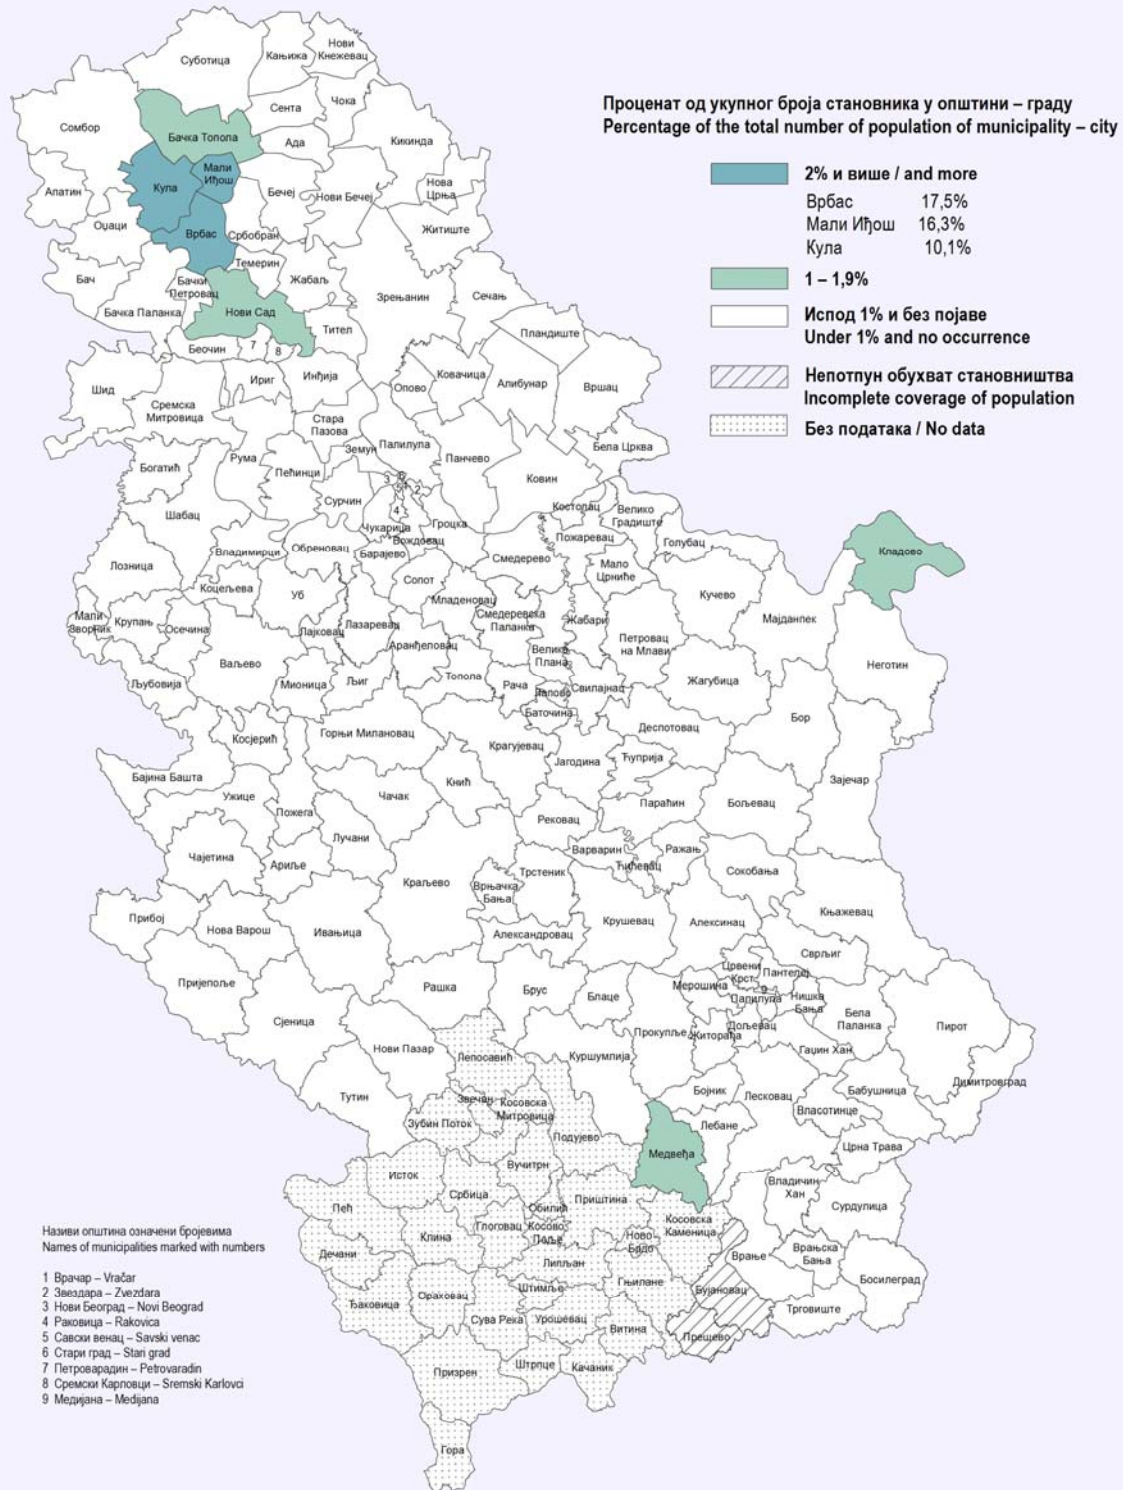 Проценат од укупног броја становника у општини – граду
Percentage of the total number of population of municipality – city
2% и више / and more
Врбас 17,5%
Мали Иђош 16,3%
Кула 10,1%
1 – 1,9%
Испод 1% и без појаве
Under 1% and no occurrence
Непотпун обухват становништва
Incomplete coverage of population
Без података / No data
Суботица
Кањижа
Нови
Кнежевац
Сента
Чока
Сомбор
Бачка Топола
Ада
Кикинда
Мали
Иђош
Апатин
Кула
Бечеј
Нови Бечеј
Нова
Црња
Оџаци
Врбас
Србобран
Житиште
Темерин
Бач
Бачки
Петровац
Жабаљ
Зрењанин
Сечањ
Бачка Паланка
Нови Сад
Тител
Пландиште
Беочин
7
8
Шид
Ириг
Инђија
Опово
Ковачица
Алибунар
Вршац
Сремска
Митровица
Стара
Пазова
Земун
Палилула
Панчево
Бела Црква
Богатић
Рума
Пећинци
Сурчин
3
6
5
1
2
4
Ковин
Шабац
Чукарица
Гроцка
Костолац
Велико
Градиште
Вождовац
Пожаревац
Голубац
Кладово
Владимирци
Обреновац
Барајево
Смедерево
Мало
Црниће
Лозница
Коцељева
Уб
Сопот
Младеновац
Кучево
Мали
Зворник
Крупањ
Осечина
Лајковац
Лазаревац
Смедеревска
Паланка
Жабари
Петровац
на Млави
Мајданпек
Ваљево
Аранђеловац
Велика
Плана
Неготин
Љубовија
Мионица
Љиг
Топола
Рача
Лапово
Свилајнац
Жагубица
Баточина
Бор
Косјерић
Горњи Милановац
Крагујевац
Деспотовац
Јагодина
Ћуприја
Бајина Башта
Кнић
Зајечар
Ужице
Чачак
Пожега
Параћин
Бољевац
Лучани
Рековац
Чајетина
Ариље
Варварин
Ражањ
Ћићевац
Краљево
Трстеник
Сокобања
Врњачка
Бања
Прибој
Нова Варош
Ивањица
Крушевац
Алексинац
Књажевац
Александровац
Сврљиг
Пријепоље
Рашка
Брус
Блаце
Мерошина
Црвени
Крст
Пантелеј
9
Палилула
Нишка
Бања
Бела
Паланка
Пирот
Сјеница
Прокупље
Житорађа
Дољевац
Нови Пазар
Лепосавић
Куршумлија
Гаџин Хан
Димитровград
Тутин
Звечан
Косовска
Митровица
Бојник
Лесковац
Бабушница
Власотинце
Зубин Поток
Подујево
Лебане
Медвеђа
Црна Трава
Вучитрн
Исток
Србица
Приштина
Владичин
Хан
Сурдулица
Пећ
Обилић
Косовска
Каменица
Глоговац
Косово
Поље
Ново
Брдо
Клина
Дечани
Липљан
Врање
Врањска
Бања
Гњилане
Босилеград
Ђаковица
Ораховац
Штимље
Бујановац
Сува Река
Урошевац
Трговиште
Витина
Прешево
Призрен
Штрпце
Качаник
Гора
Називи општина означени бројевима
Names of municipalities marked with numbers
1 Врачар – Vračar
2 Звездара – Zvezdara
3 Нови Београд – Novi Beograd
4 Раковица – Rakovica
5 Савски венац – Savski venac
6 Стари град – Stari grad
7 Петроварадин – Petrovaradin
8 Сремски Карловци – Sremski Karlovci
9 Медијана – Medijana